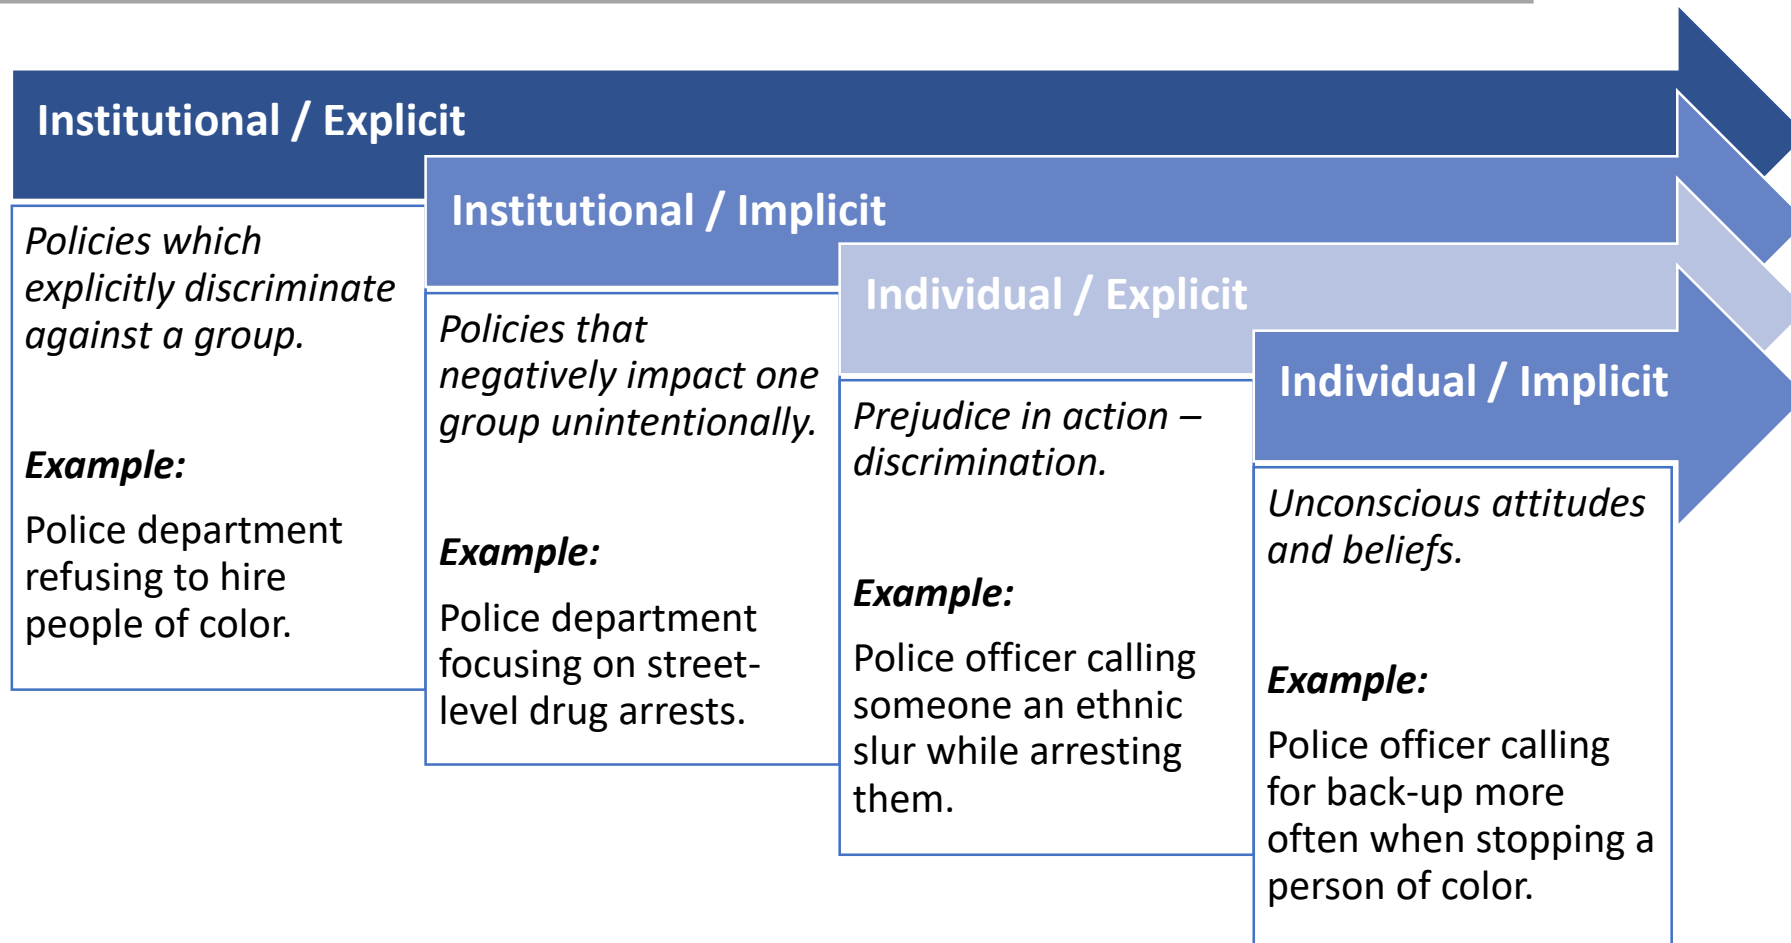 Institutional / Explicit
Policies which
explicitly discriminate
against a group.
Example:
Police department
refusing to hire
people of color.
Institutional / Implicit
Policies that
negatively impact one
group unintentionally.
Example:
Police department
focusing on street-
level drug arrests.
Individual / Explicit
Prejudice in action –
discrimination.
Example:
Police officer calling
someone an ethnic
slur while arresting
them.
Individual / Implicit
Unconscious attitudes
and beliefs.
Example:
Police officer calling
for back-up more
often when stopping a
person of color.